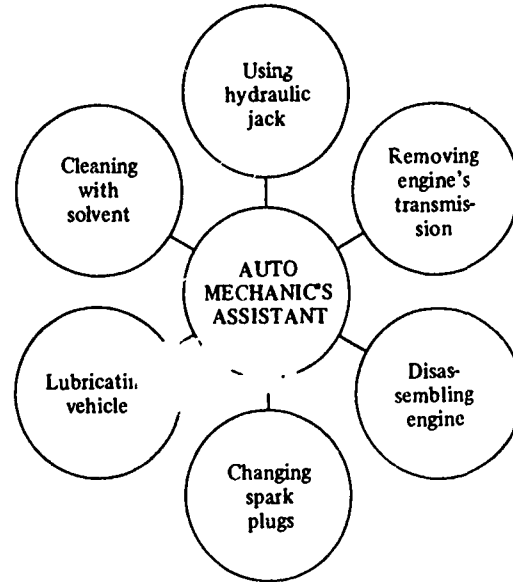 Using
hydraulic
jack
Cleaning
with
solvent
Removing
engine's
transmis-
sion
AUTO
MECHANIC'S
ASSISTANT
Lubricatin
vehicle
Disas-
sembling
engine
Changing
spark
plugs